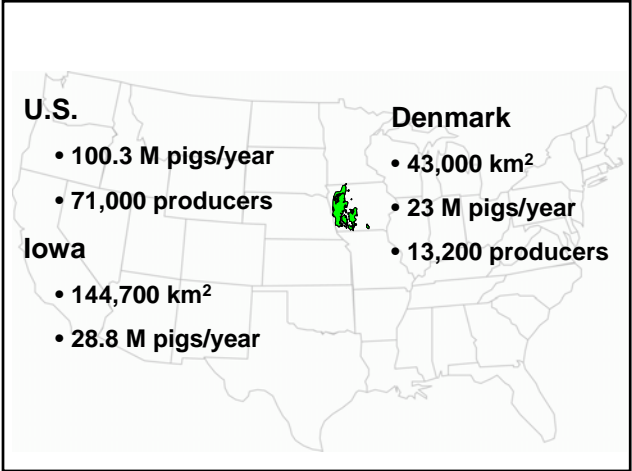 U.S.
• 100.3 M pigs/year
• 71,000 producers
Iowa
• 144,700 km²
• 28.8 M pigs/year
Denmark
• 43,000 km²
• 23 M pigs/year
• 13,200 producers